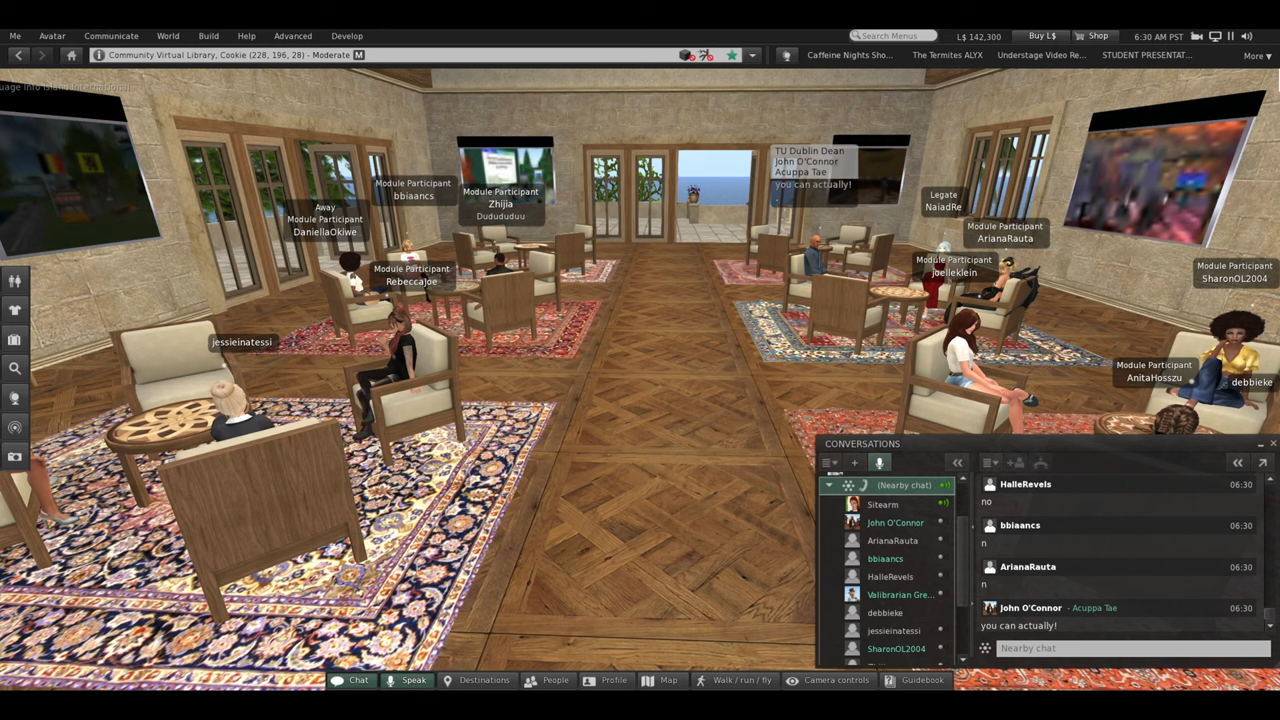 Me Avatar Communicate World Build Help Advanced Develop
Search Menus
L$ 142,300
Buy L$
Shop
6:30 AM PST
Community Virtual Library, Cookie (228, 196, 28) - Moderate M
Caffeine Nights Sho...
The Termites ALYX
Understage Video Re...
STUDENT PRESENTAT...
More
TU Dublin Dean
John O'Connor
Acuppa Tae
you can actually!
Module Participant
bbiaancs
Module Participant
Zhijia
Dudududuu
Away
Module Participant
DaniellaOkiwe
Legate
NaiadRe
Module Participant
ArianaRauta
Module Participant
RebeccaJoe
Module Participant
joelleklein
Module Participant
SharonOL2004
jessieinatessi
Module Participant
AnitaHosszu
debbieke
CONVERSATIONS
(Nearby chat)
Sitearm
John O'Connor
ArianaRauta
bbiaancs
HalleRevels
Valibrarian Gre...
debbieke
jessieinatessi
SharonOL2004
HalleRevels 06:30
no
bbiaancs 06:30
n
ArianaRauta 06:30
n
John O'Connor - Acuppa Tae 06:30
you can actually!
Nearby chat
Chat Speak Destinations People Profile Map Walk / run / fly Camera controls Guidebook